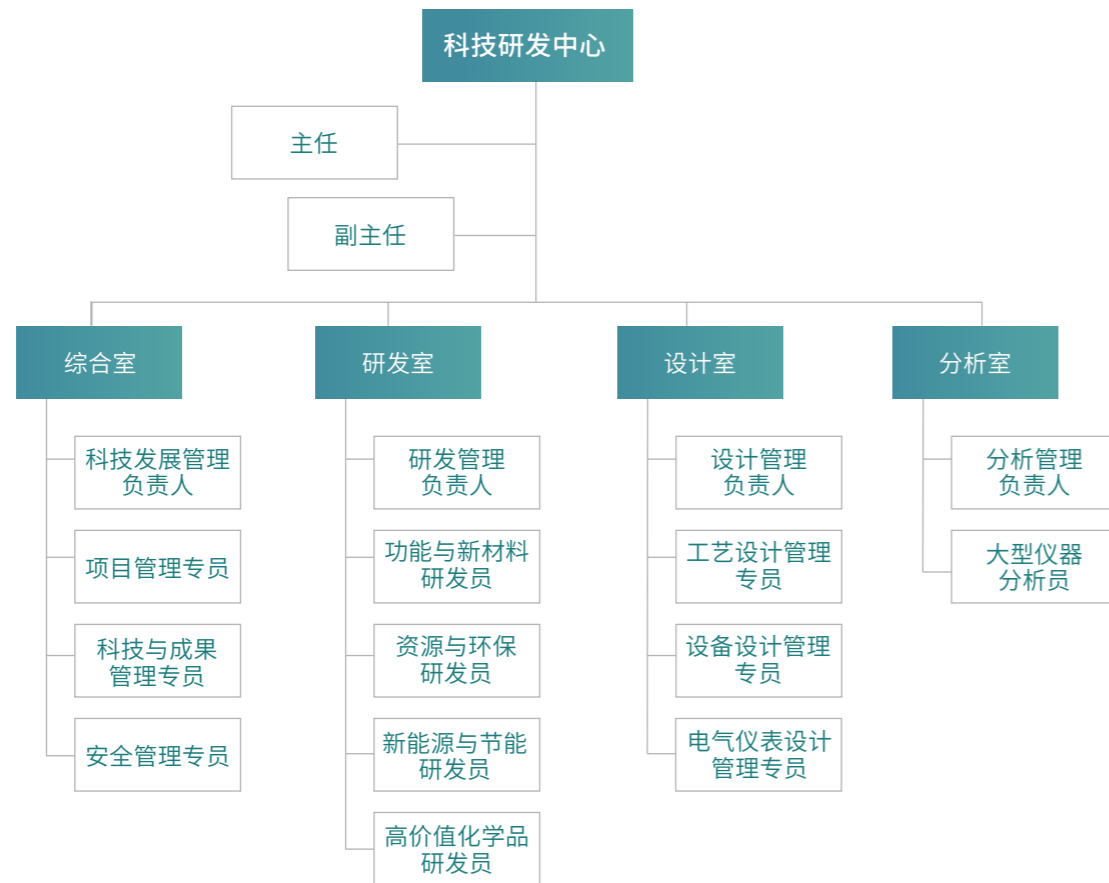 科技研发中心
主任
副主任
综合室
研发室
设计室
分析室
科技发展管理
负责人
项目管理专员
科技与成果
管理专员
安全管理专员
研发管理
负责人
功能与新材料
研发员
资源与环保
研发员
新能源与节能
研发员
高价值化学品
研发员
设计管理
负责人
工艺设计管理
专员
设备设计管理
专员
电气仪表设计
管理专员
分析管理
负责人
大型仪器
分析员